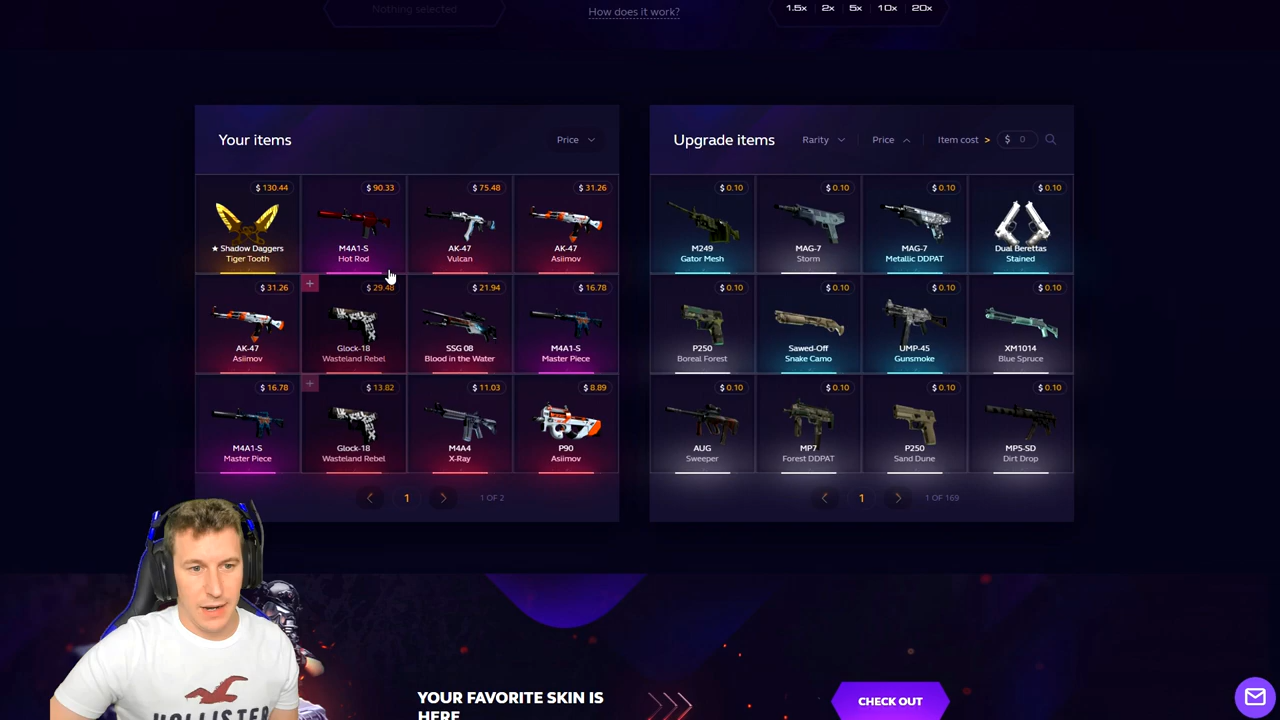 Nothing selected
How does it work?
1.5x 2x 5x 10x 20x
Your items
Price
$ 130.44
★ Shadow Daggers
Tiger Tooth
$ 90.33
M4A1-S
Hot Rod
$ 75.48
AK-47
Vulcan
$ 31.26
AK-47
Asiimov
$ 31.26
AK-47
Asiimov
+
$ 29.48
Glock-18
Wasteland Rebel
$ 21.94
SSG 08
Blood in the Water
$ 16.78
M4A1-S
Master Piece
$ 16.78
M4A1-S
Master Piece
+
$ 13.82
Glock-18
Wasteland Rebel
$ 11.03
M4A4
X-Ray
$ 8.89
P90
Asiimov
1
1 OF 2
Upgrade items
Rarity
Price
Item cost >
$ 0
$ 0.10
M249
Gator Mesh
$ 0.10
MAG-7
Storm
$ 0.10
MAG-7
Metallic DDPAT
$ 0.10
Dual Berettas
Stained
$ 0.10
P250
Boreal Forest
$ 0.10
Sawed-Off
Snake Camo
$ 0.10
UMP-45
Gunsmoke
$ 0.10
XM1014
Blue Spruce
$ 0.10
AUG
Sweeper
$ 0.10
MP7
Forest DDPAT
$ 0.10
P250
Sand Dune
$ 0.10
MP5-SD
Dirt Drop
1
1 OF 169
YOUR FAVORITE SKIN IS
HERE
CHECK OUT
HOLLISTER